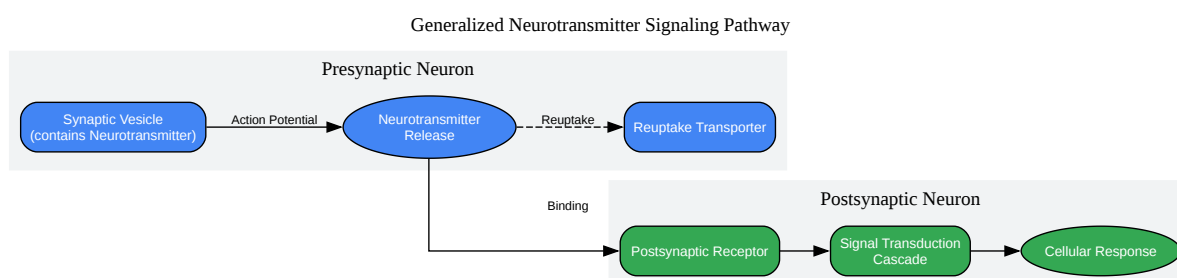 Generalized Neurotransmitter Signaling Pathway
Presynaptic Neuron
Synaptic Vesicle
(contains Neurotransmitter)
Action Potential
Neurotransmitter
Release
Reuptake
Reuptake Transporter
Binding
Postsynaptic Neuron
Postsynaptic Receptor
Signal Transduction
Cascade
Cellular Response